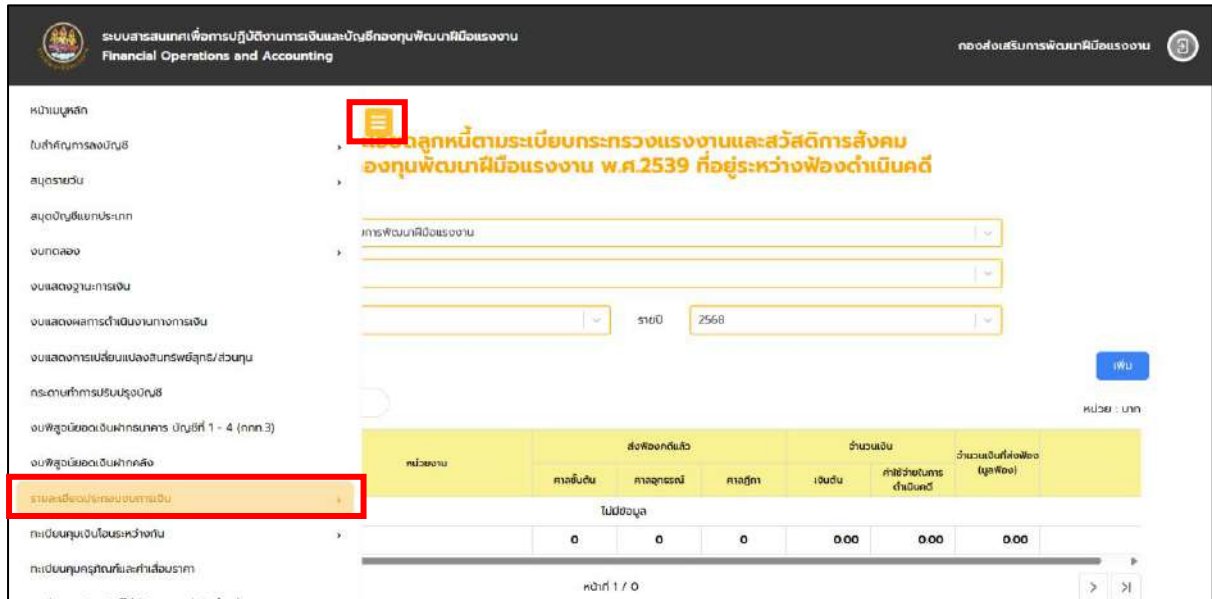 ระบบสารสนเทศเพื่อการปฏิบัติงานการเงินและบัญชีกองทุนพัฒนาฝีมือแรงงาน
Financial Operations and Accounting
กองส่งเสริมการพัฒนาฝีมือแรงงาน
หน้าเมนูหลัก
ใบสำคัญการลงบัญชี
สมุดรายวัน
สมุดบัญชีแยกประเภท
งบทดลอง
งบแสดงฐานะการเงิน
งบแสดงผลการดำเนินงานทางการเงิน
งบแสดงการเปลี่ยนแปลงสินทรัพย์สุทธิ/ส่วนทุน
กระดาษทำการปรับปรุงบัญชี
งบพิสูจน์ยอดเงินฝากธนาคาร บัญชีที่ 1 - 4 (กกท.3)
งบพิสูจน์ยอดเงินฝากคลัง
รายละเอียดประกอบงบการเงิน
ทะเบียนคุมเงินโอนระหว่างกัน
ทะเบียนคุมครุภัณฑ์และค่าเสื่อมราคา
ลูกหนี้ตามระเบียบกระทรวงแรงงานและสวัสดิการสังคม
องทุนพัฒนาฝีมือแรงงาน พ.ศ.2539 ที่อยู่ระหว่างฟ้องดำเนินคดี
การพัฒนาฝีมือแรงงาน
รายปี
2568
เพิ่ม
หน่วย : บาท
หน่วยงาน
ส่งฟ้องคดีแล้ว
จำนวนเงิน
จำนวนเงินที่ส่งฟ้อง (มูลฟ้อง)
ศาลชั้นต้น
ศาลอุทธรณ์
ศาลฎีกา
เงินต้น
ค่าใช้จ่ายในการดำเนินคดี
ไม่มีข้อมูล
0 0 0 0.00 0.00 0.00
หน้าที่ 1 / 0